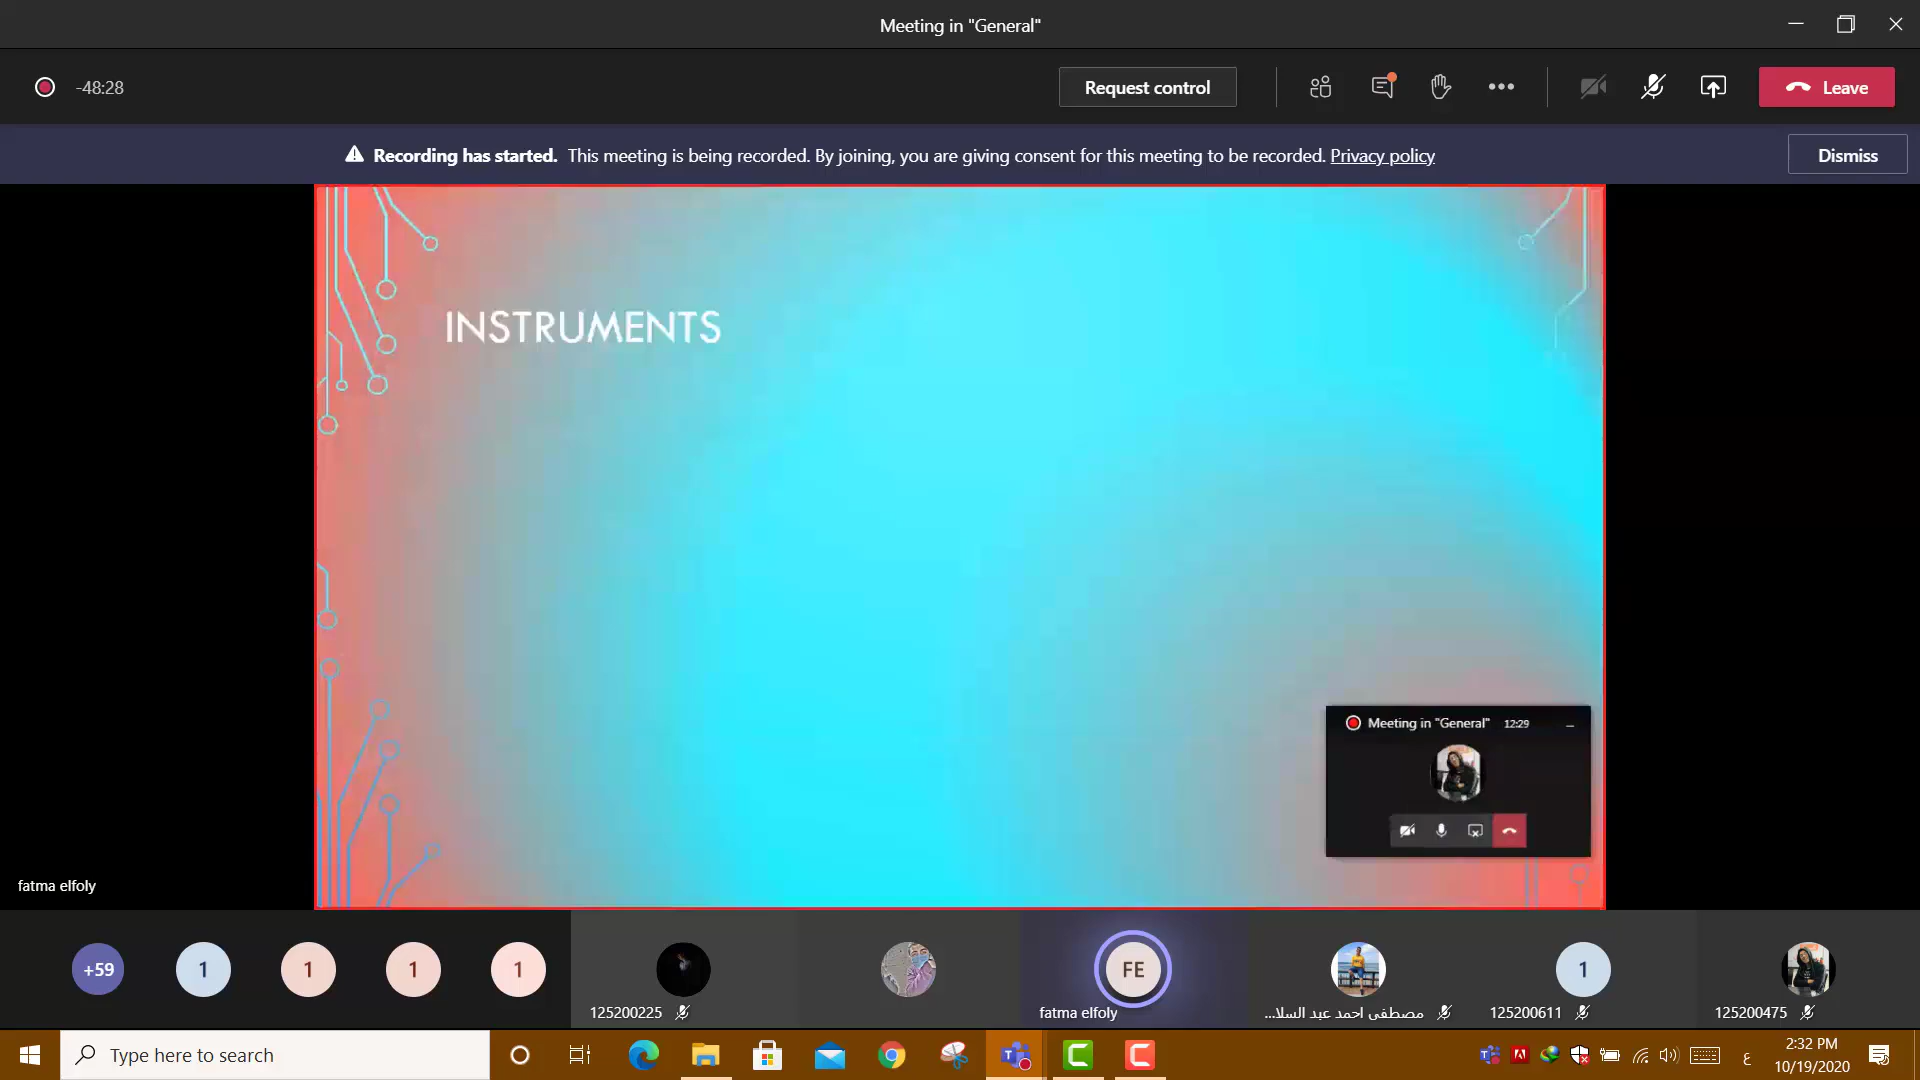 Meeting in "General"
-48:28
Request control
Leave
Recording has started. This meeting is being recorded. By joining, you are giving consent for this meeting to be recorded. Privacy policy
Dismiss
INSTRUMENTS
Meeting in "General" 12:29
fatma elfoly
+59
1
1
1
1
FE
1
125200225
fatma elfoly
مصطفى احمد عبد السلا...
125200611
125200475
Type here to search
ع
2:32 PM
10/19/2020